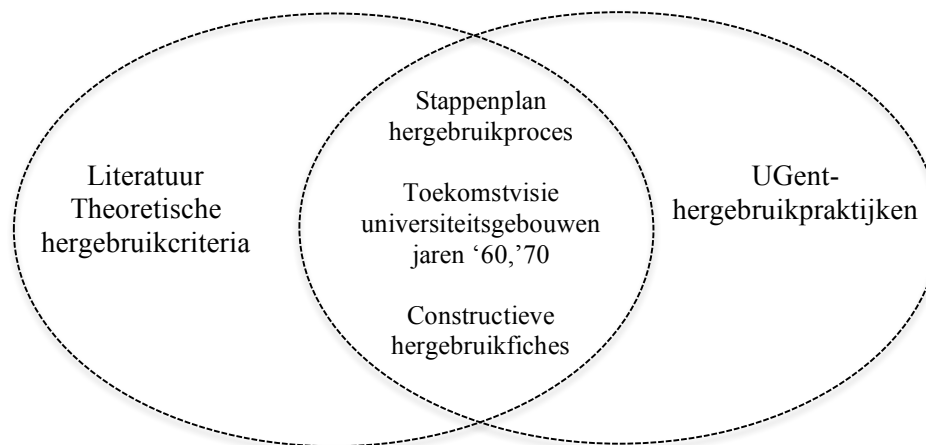 Literatuur
Theoretische
hergebruikcriteria
Stappenplan
hergebruikproces
Toekomstvisie
universiteitsgebouwen
jaren ‘60,’70
Constructieve
hergebruikfiches
UGent-
hergebruikpraktijken